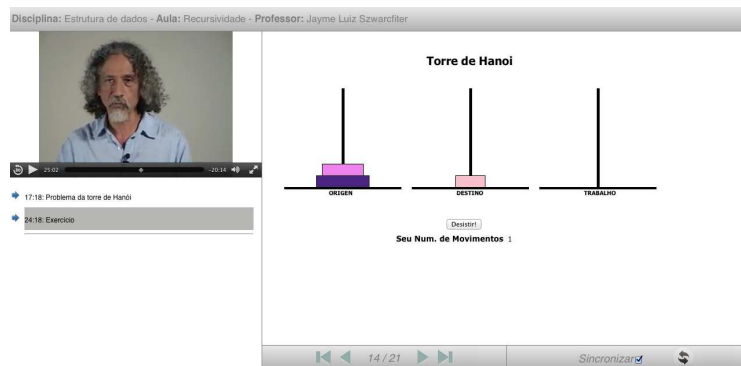 Disciplina: Estrutura de dados - Aula: Recursividade - Professor: Jayme Luiz Szwarcfiter
25:02
-20:14
17:18: Problema da torre de Hanói
24:18: Exercício
Torre de Hanoi
ORIGEN
DESTINO
TRABALHO
Desistir!
Seu Num. de Movimentos 1
14 / 21
Sincronizar